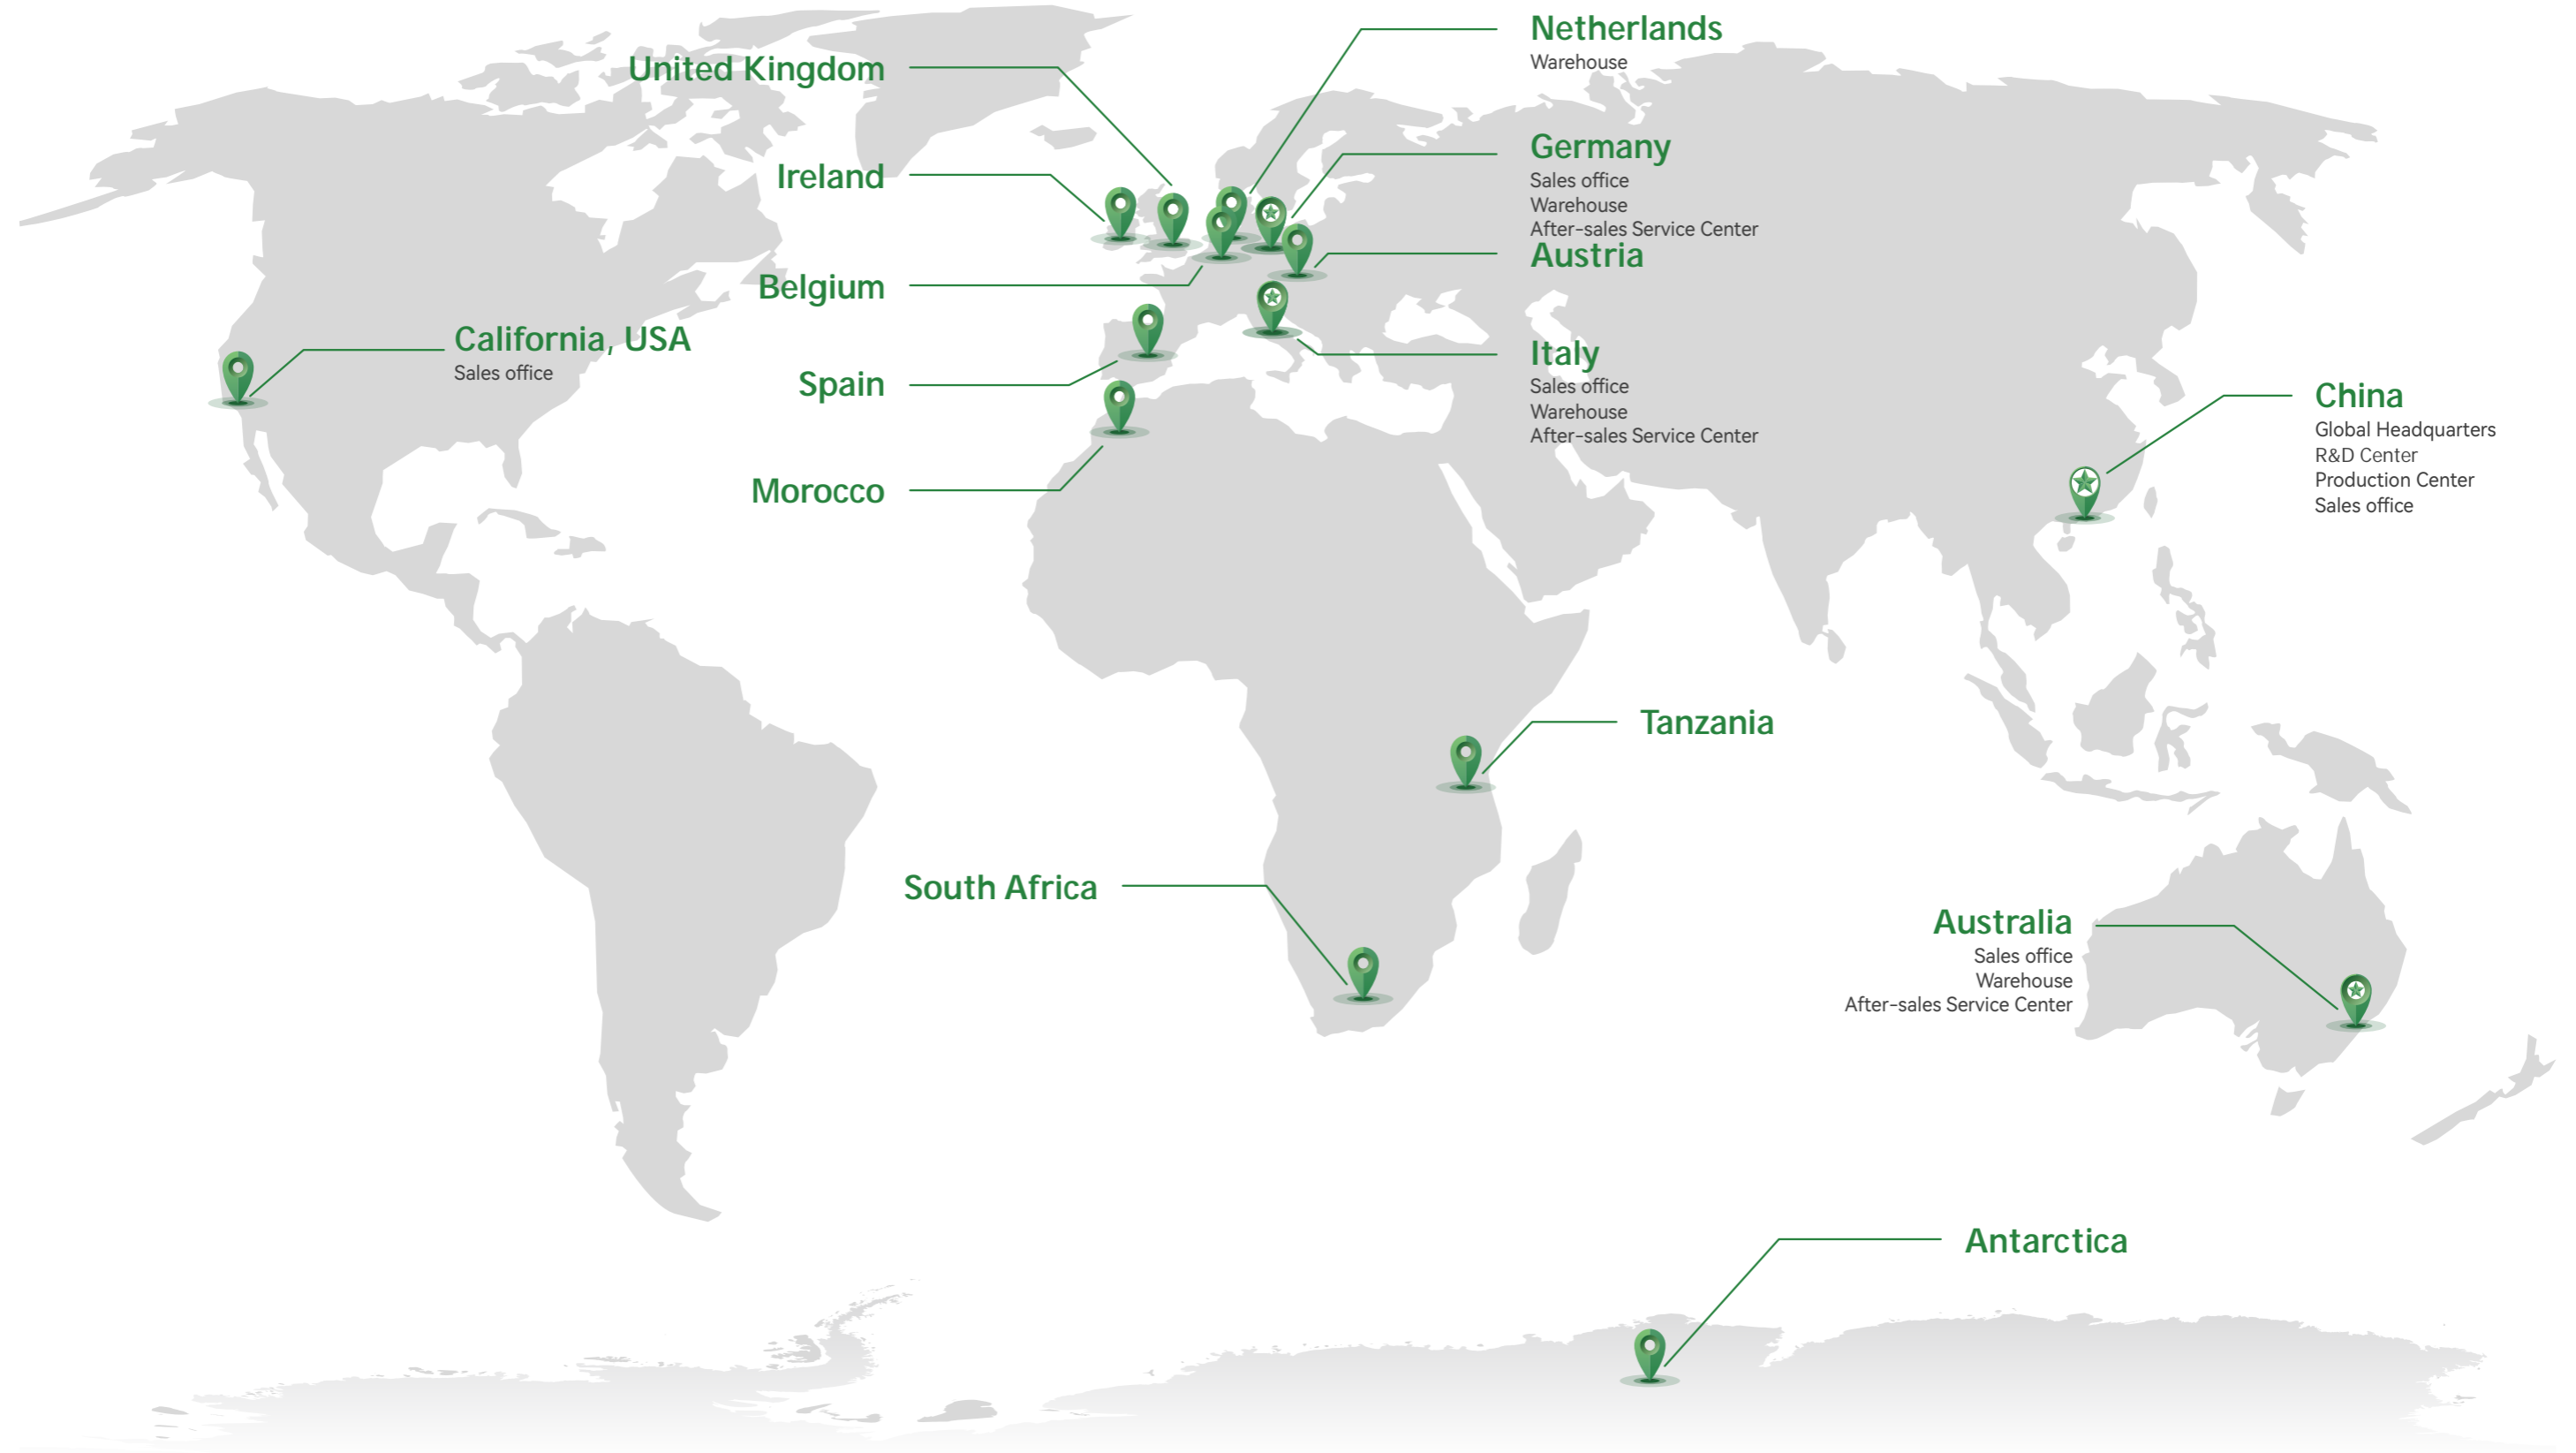 Netherlands
Warehouse
United Kingdom
Germany
Sales office
Warehouse
After-sales Service Center
Ireland
Austria
Belgium
California, USA
Sales office
Italy
Sales office
Warehouse
After-sales Service Center
Spain
China
Global Headquarters
R&D Center
Production Center
Sales office
Morocco
Tanzania
South Africa
Australia
Sales office
Warehouse
After-sales Service Center
Antarctica